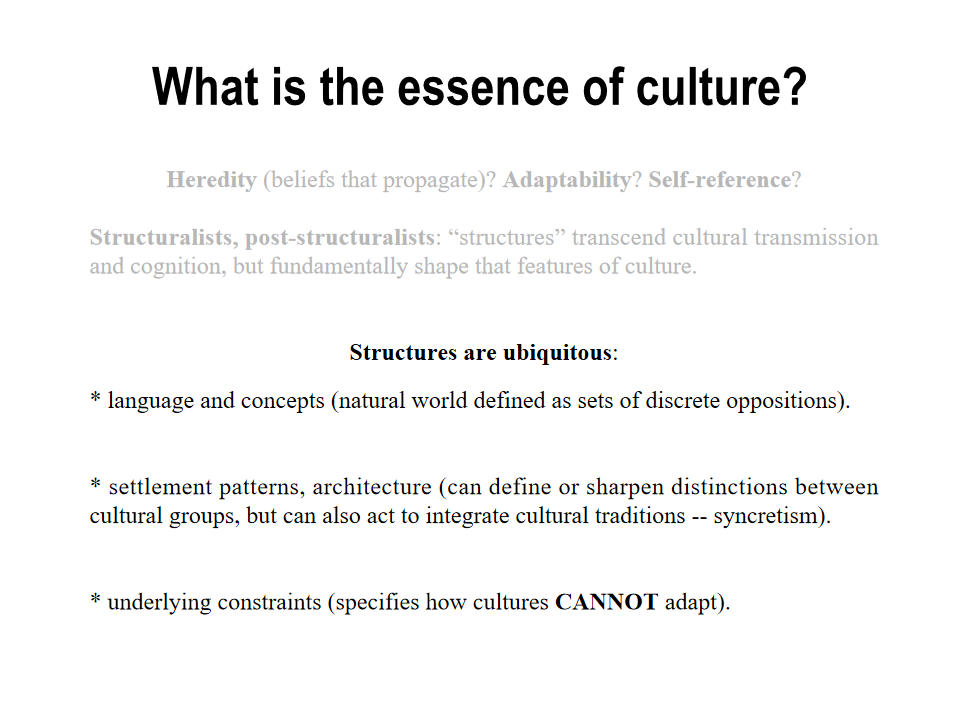 What is the essence of culture?
Heredity (beliefs that propagate)? Adaptability? Self-reference?
Structuralists, post-structuralists: “structures” transcend cultural transmission
and cognition, but fundamentally shape that features of culture.
Structures are ubiquitous:
* language and concepts (natural world defined as sets of discrete oppositions).
* settlement patterns, architecture (can define or sharpen distinctions between
cultural groups, but can also act to integrate cultural traditions -- syncretism).
* underlying constraints (specifies how cultures CANNOT adapt).